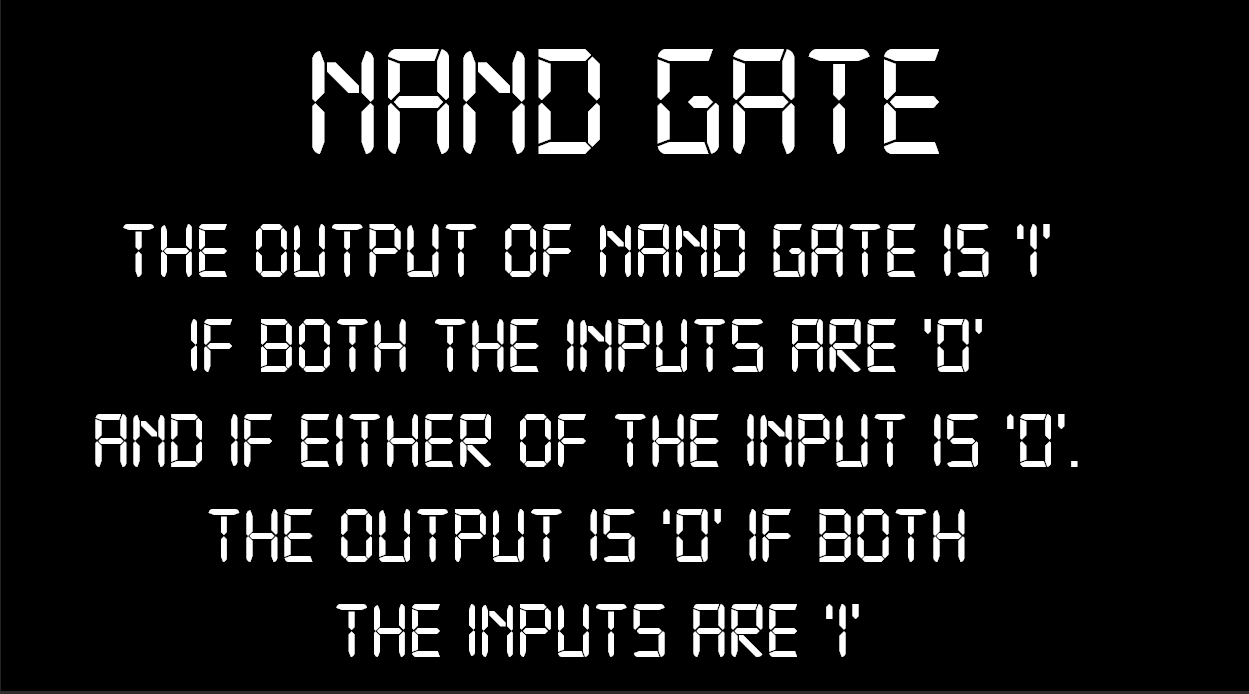 NAND GATE
THE OUTPUT OF NAND GATE IS '1'
IF BOTH THE INPUTS ARE '0'
AND IF EITHER OF THE INPUT IS '0'.
THE OUTPUT IS '0' IF BOTH
THE INPUTS ARE '1'